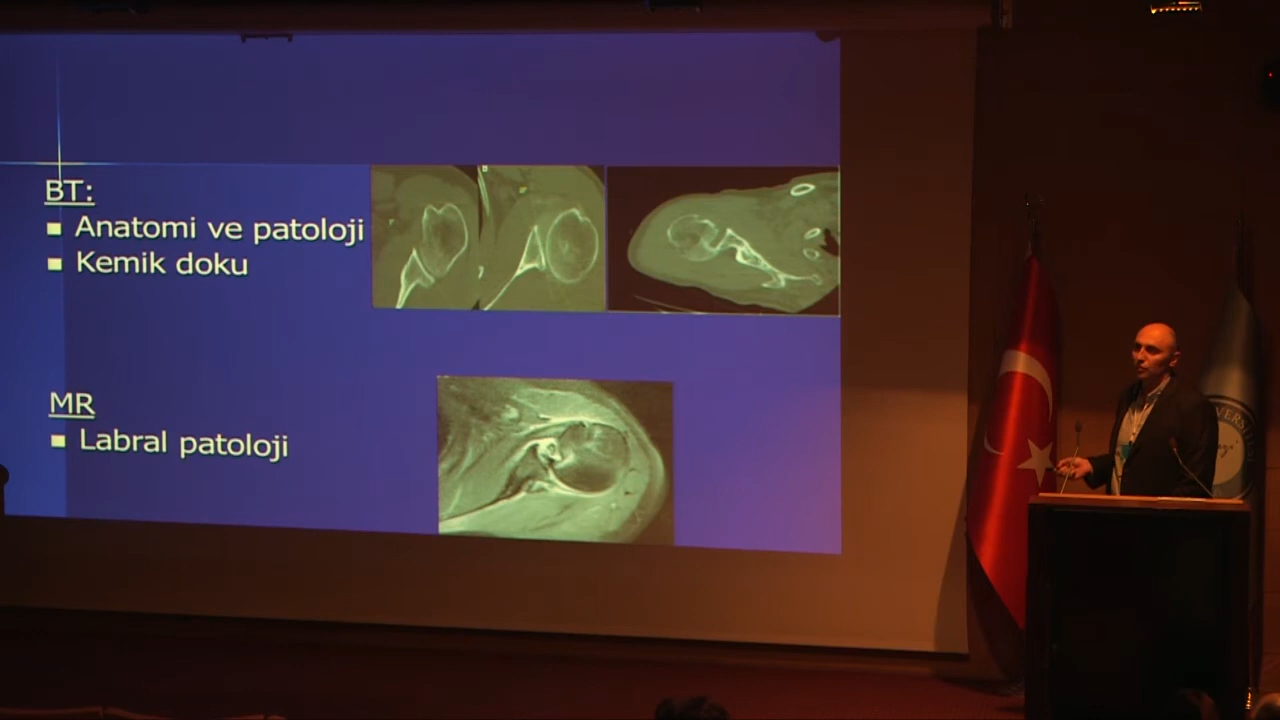 BT:
Anatomi ve patoloji
Kemik doku
MR
Labral patoloji